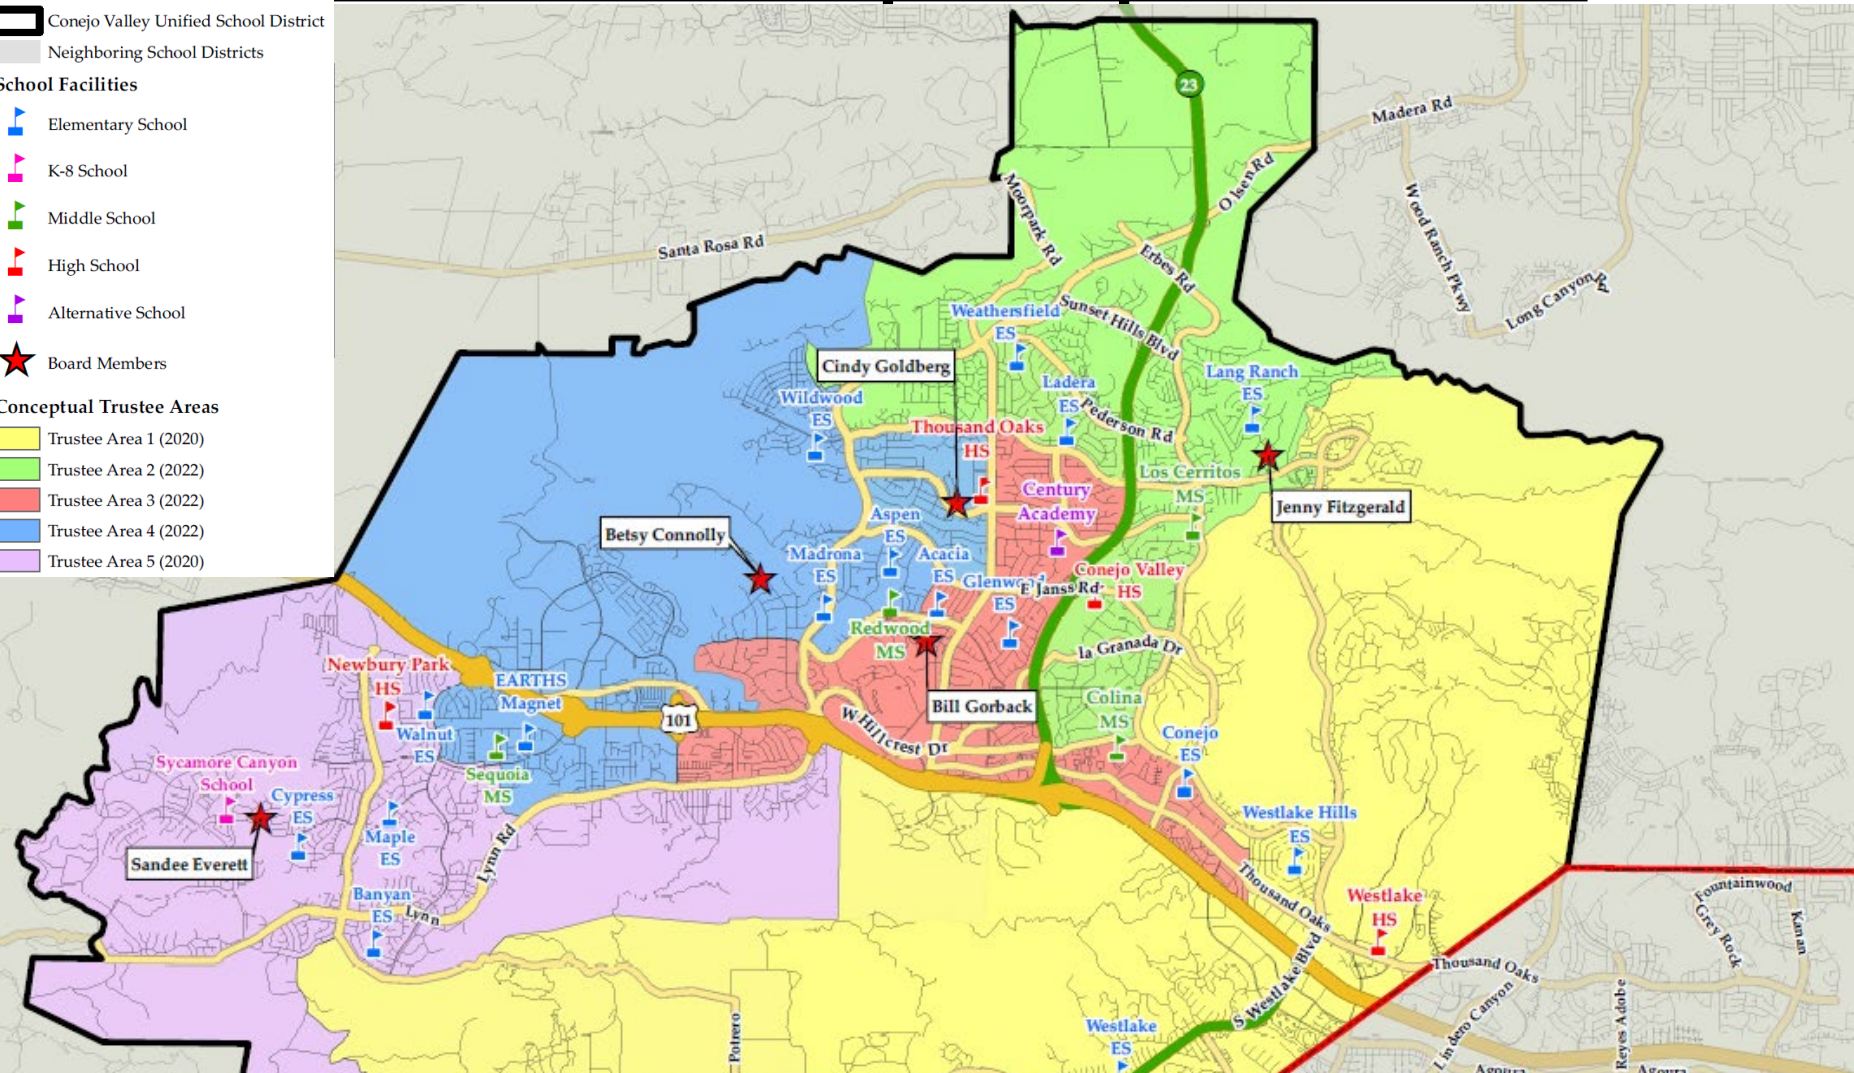 Conejo Valley Unified School District
Neighboring School Districts
School Facilities
Elementary School
K-8 School
Middle School
High School
Alternative School
Board Members
Conceptual Trustee Areas
Trustee Area 1 (2020)
Trustee Area 2 (2022)
Trustee Area 3 (2022)
Trustee Area 4 (2022)
Trustee Area 5 (2020)
23
Madera Rd
Olsen Rd
Moorpark Rd
Santa Rosa Rd
Wood Ranch Pkwy
Long Canyon Rd
Erbes Rd
Sunset Hills Blvd
Weathersfield
ES
Cindy Goldberg
Lang Ranch
ES
Ladera
ES
Pederson Rd
Wildwood
ES
Thousand Oaks
HS
Los Cerritos
MS
Century
Academy
Jenny Fitzgerald
Betsy Connolly
Aspen
ES
Madrona
ES
Acacia
ES
Glenwood
ES
E Janss Rd
Conejo Valley
HS
Redwood
MS
la Granada Dr
Newbury Park
HS
EARTHS
Magnet
Colina
MS
Bill Gorback
101
W Hillcrest Dr
Walnut
ES
Conejo
ES
Sycamore Canyon
School
Sequoia
MS
Cypress
ES
Maple
ES
Westlake Hills
ES
Sandee Everett
Lynn Rd
Banyan
ES
Lynn
Thousand Oaks
Westlake
HS
Fountainwood
Grey Rock
Kanan
Thousand Oaks
S Westlake Blvd
Lindero Canyon
Reyes Adobe
Potrero
Westlake
ES
Agoura
Agoura